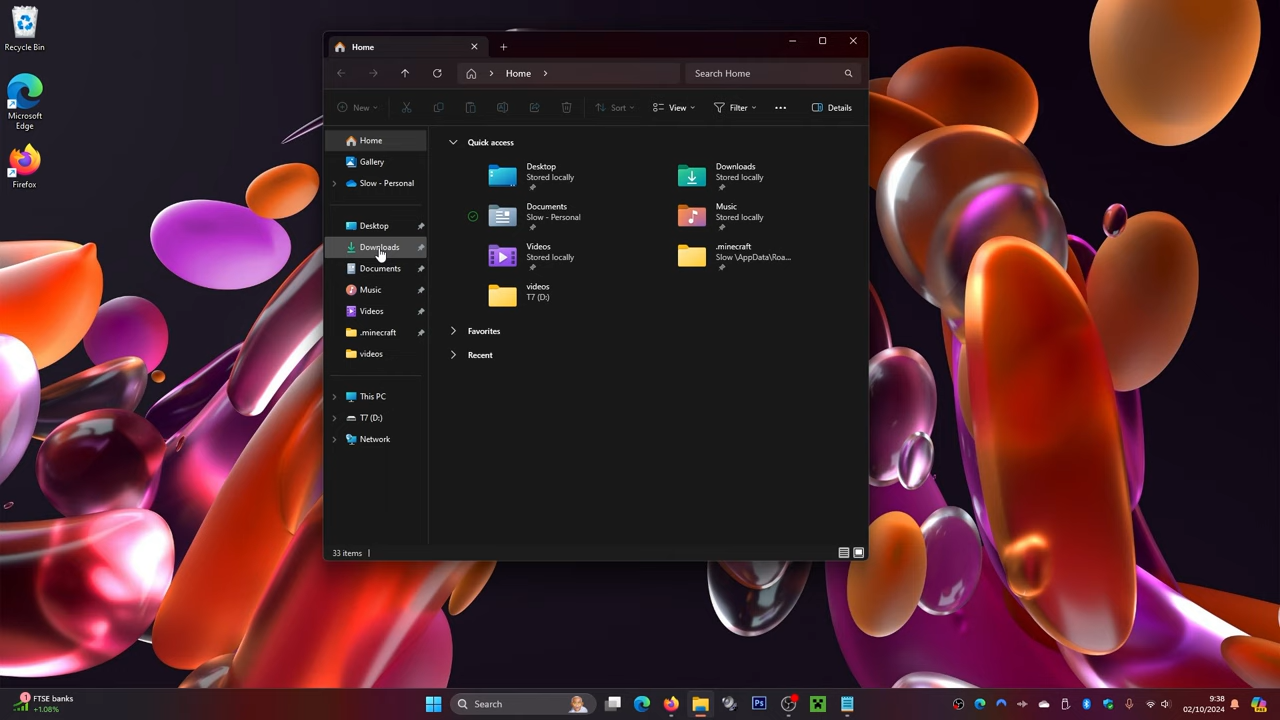 Recycle Bin
Microsoft
Edge
Firefox
Home
Home
Search Home
New
Sort
View
Filter
Details
Home
Gallery
Slow - Personal
Desktop
Downloads
Documents
Music
Videos
.minecraft
videos
This PC
T7 (D:)
Network
Quick access
Desktop
Stored locally
Downloads
Stored locally
Documents
Slow - Personal
Music
Stored locally
Videos
Stored locally
.minecraft
Slow \AppData\Roa...
videos
T7 (D:)
Favorites
Recent
33 items
1
FTSE banks
+1.08%
Search
Ps
9:38
02/10/2024